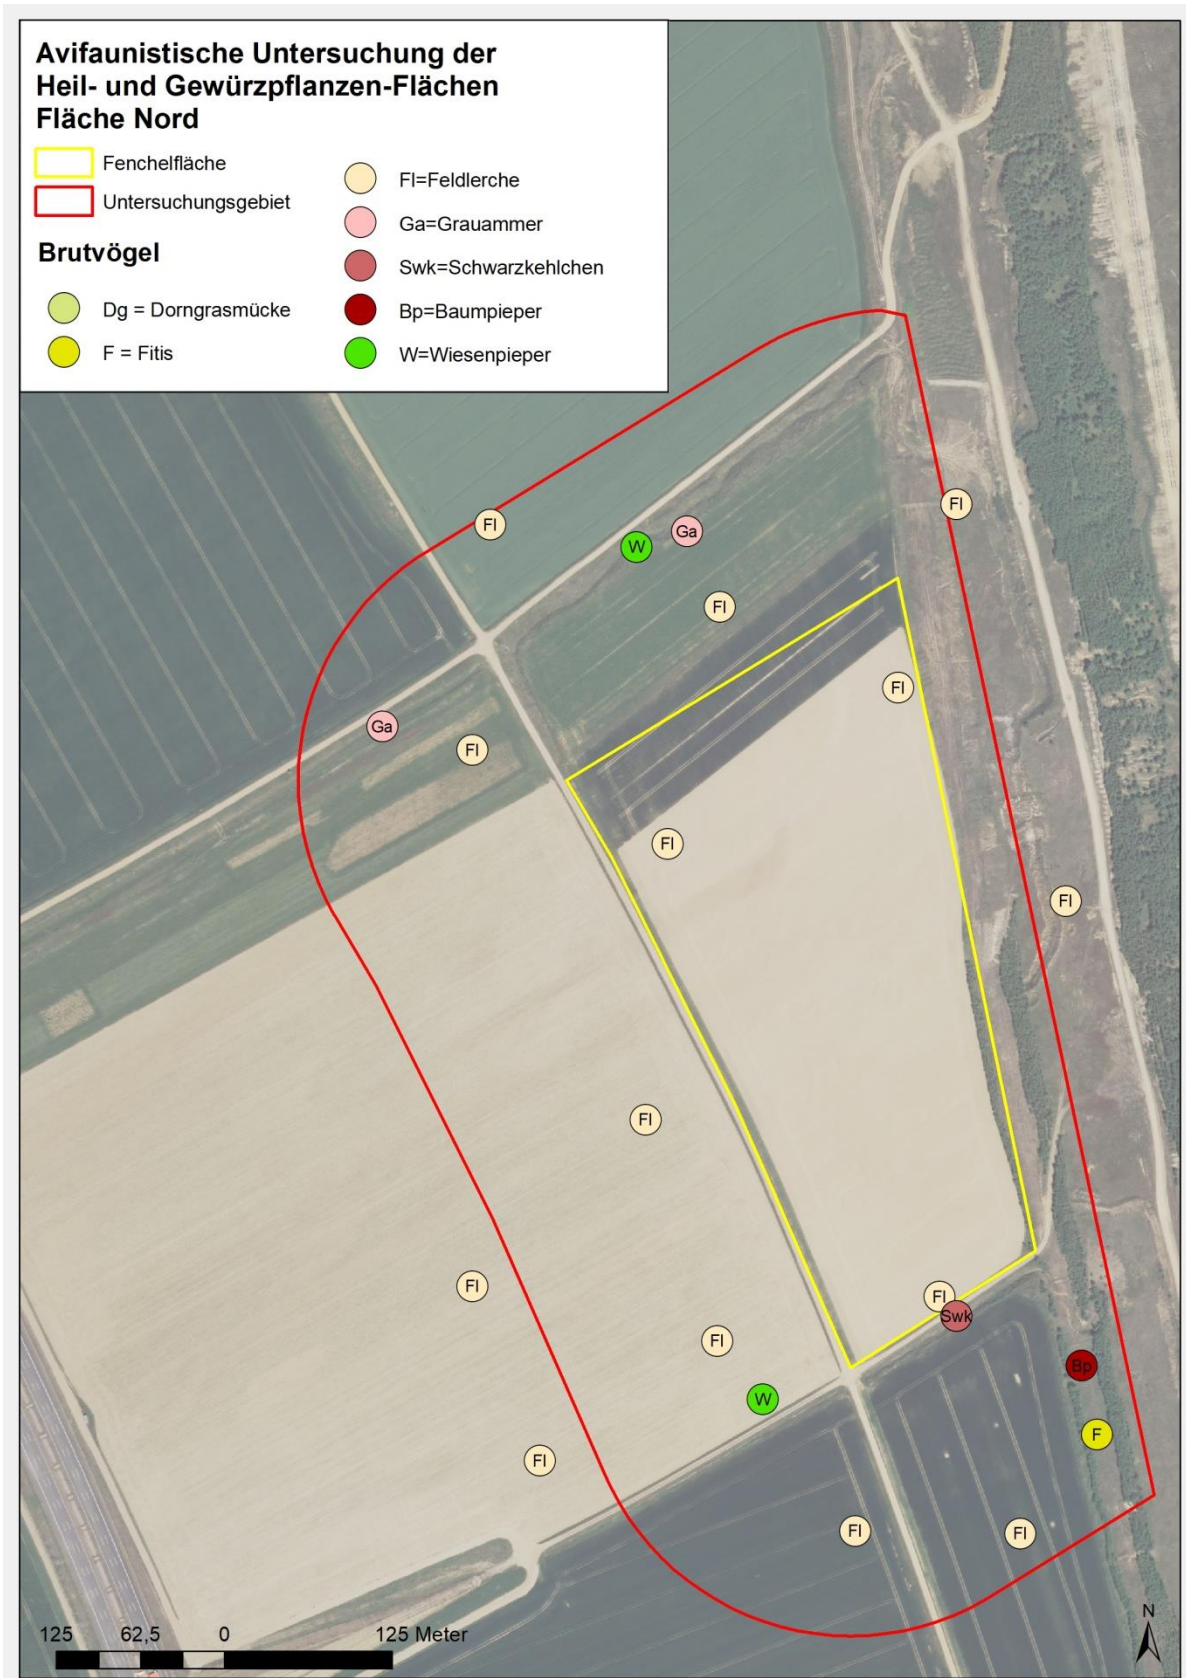 Avifaunistische Untersuchung der
Heil- und Gewürzpflanzen-Flächen
Fläche Nord
Fenchelfläche
Untersuchungsgebiet
Brutvögel
Dg = Dorngrasmücke
F = Fitis
Fl=Feldlerche
Ga=Grauammer
Swk=Schwarzkehlchen
Bp=Baumpieper
W=Wiesenpieper
Fl
Fl
W
Ga
Fl
Fl
Ga
Fl
Fl
Fl
Fl
Fl
Fl
Swk
Fl
Bp
W
F
Fl
Fl
Fl
N
125 62,5 0 125 Meter